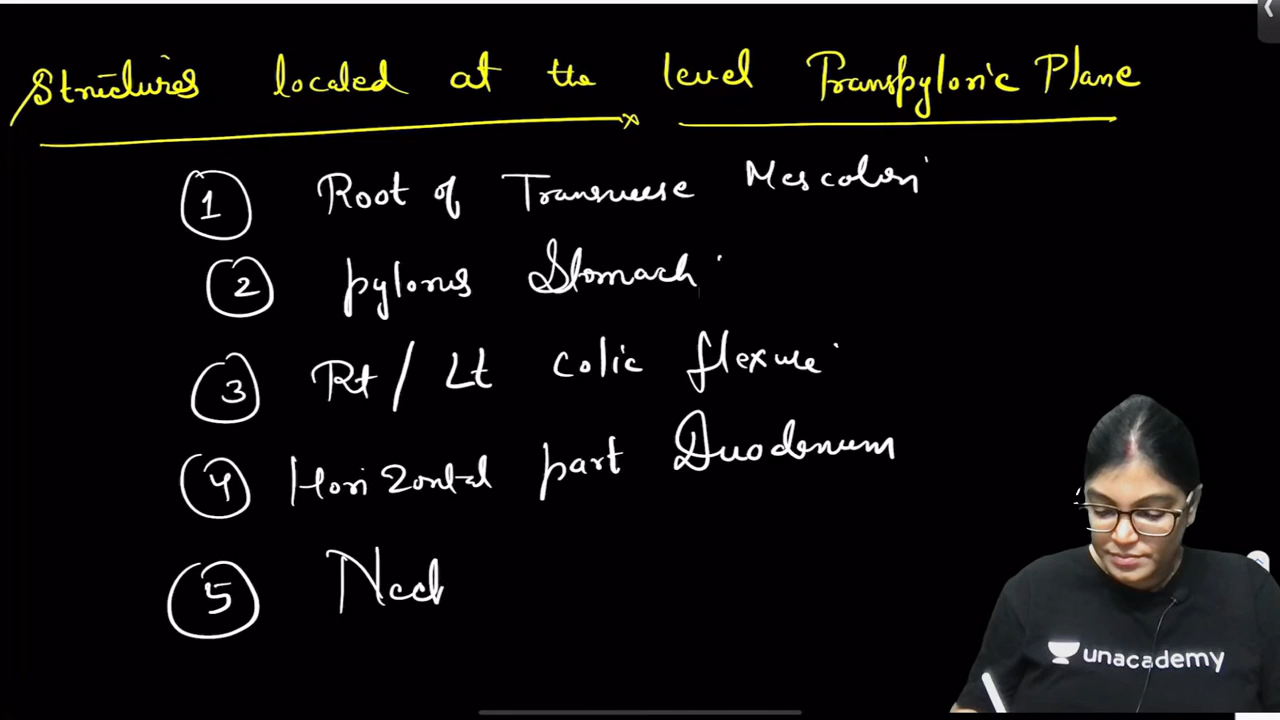 Structures located at the level Transpyloric Plane
1 Root of Transverse Mescolon
2 pylorus Stomach
3 Rt / Lt colic flexure
4 Horizontal part Duodenum
5 Neck
unacademy